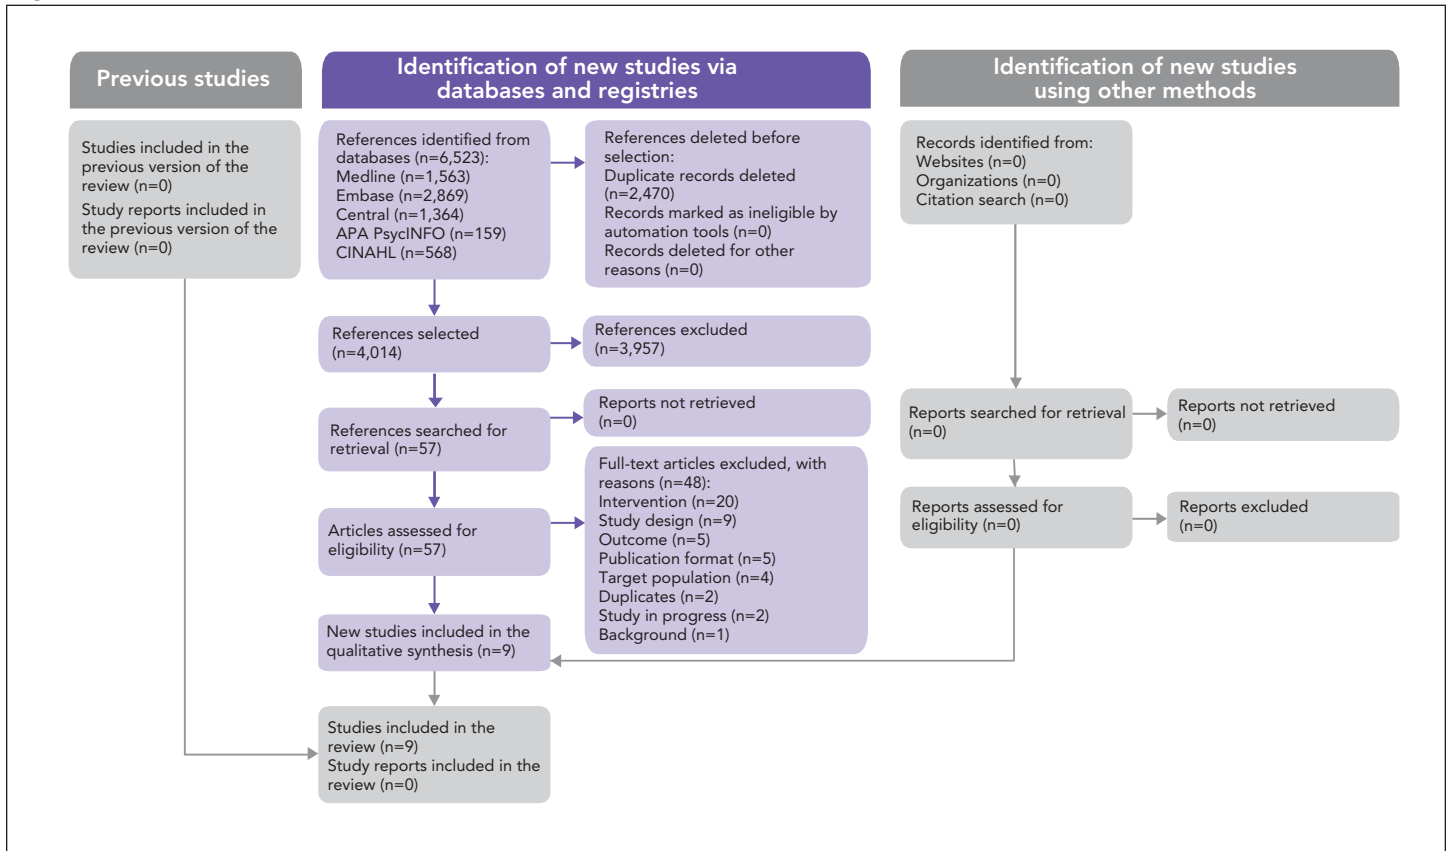 Previous studies
Studies included in the
previous version of the
review (n=0)
Study reports included in
the previous version of the
review (n=0)
Identification of new studies via
databases and registries
References identified from
databases (n=6,523):
Medline (n=1,563)
Embase (n=2,869)
Central (n=1,364)
APA PsycINFO (n=159)
CINAHL (n=568)
References deleted before
selection:
Duplicate records deleted
(n=2,470)
Records marked as ineligible by
automation tools (n=0)
Records deleted for other
reasons (n=0)
References selected
(n=4,014)
References excluded
(n=3,957)
References searched for
retrieval (n=57)
Reports not retrieved
(n=0)
Articles assessed for
eligibility (n=57)
Full-text articles excluded, with
reasons (n=48):
Intervention (n=20)
Study design (n=9)
Outcome (n=5)
Publication format (n=5)
Target population (n=4)
Duplicates (n=2)
Study in progress (n=2)
Background (n=1)
New studies included in the
qualitative synthesis (n=9)
Studies included in the
review (n=9)
Study reports included in the
review (n=0)
Identification of new studies
using other methods
Records identified from:
Websites (n=0)
Organizations (n=0)
Citation search (n=0)
Reports searched for retrieval
(n=0)
Reports not retrieved
(n=0)
Reports assessed for
eligibility (n=0)
Reports excluded
(n=0)